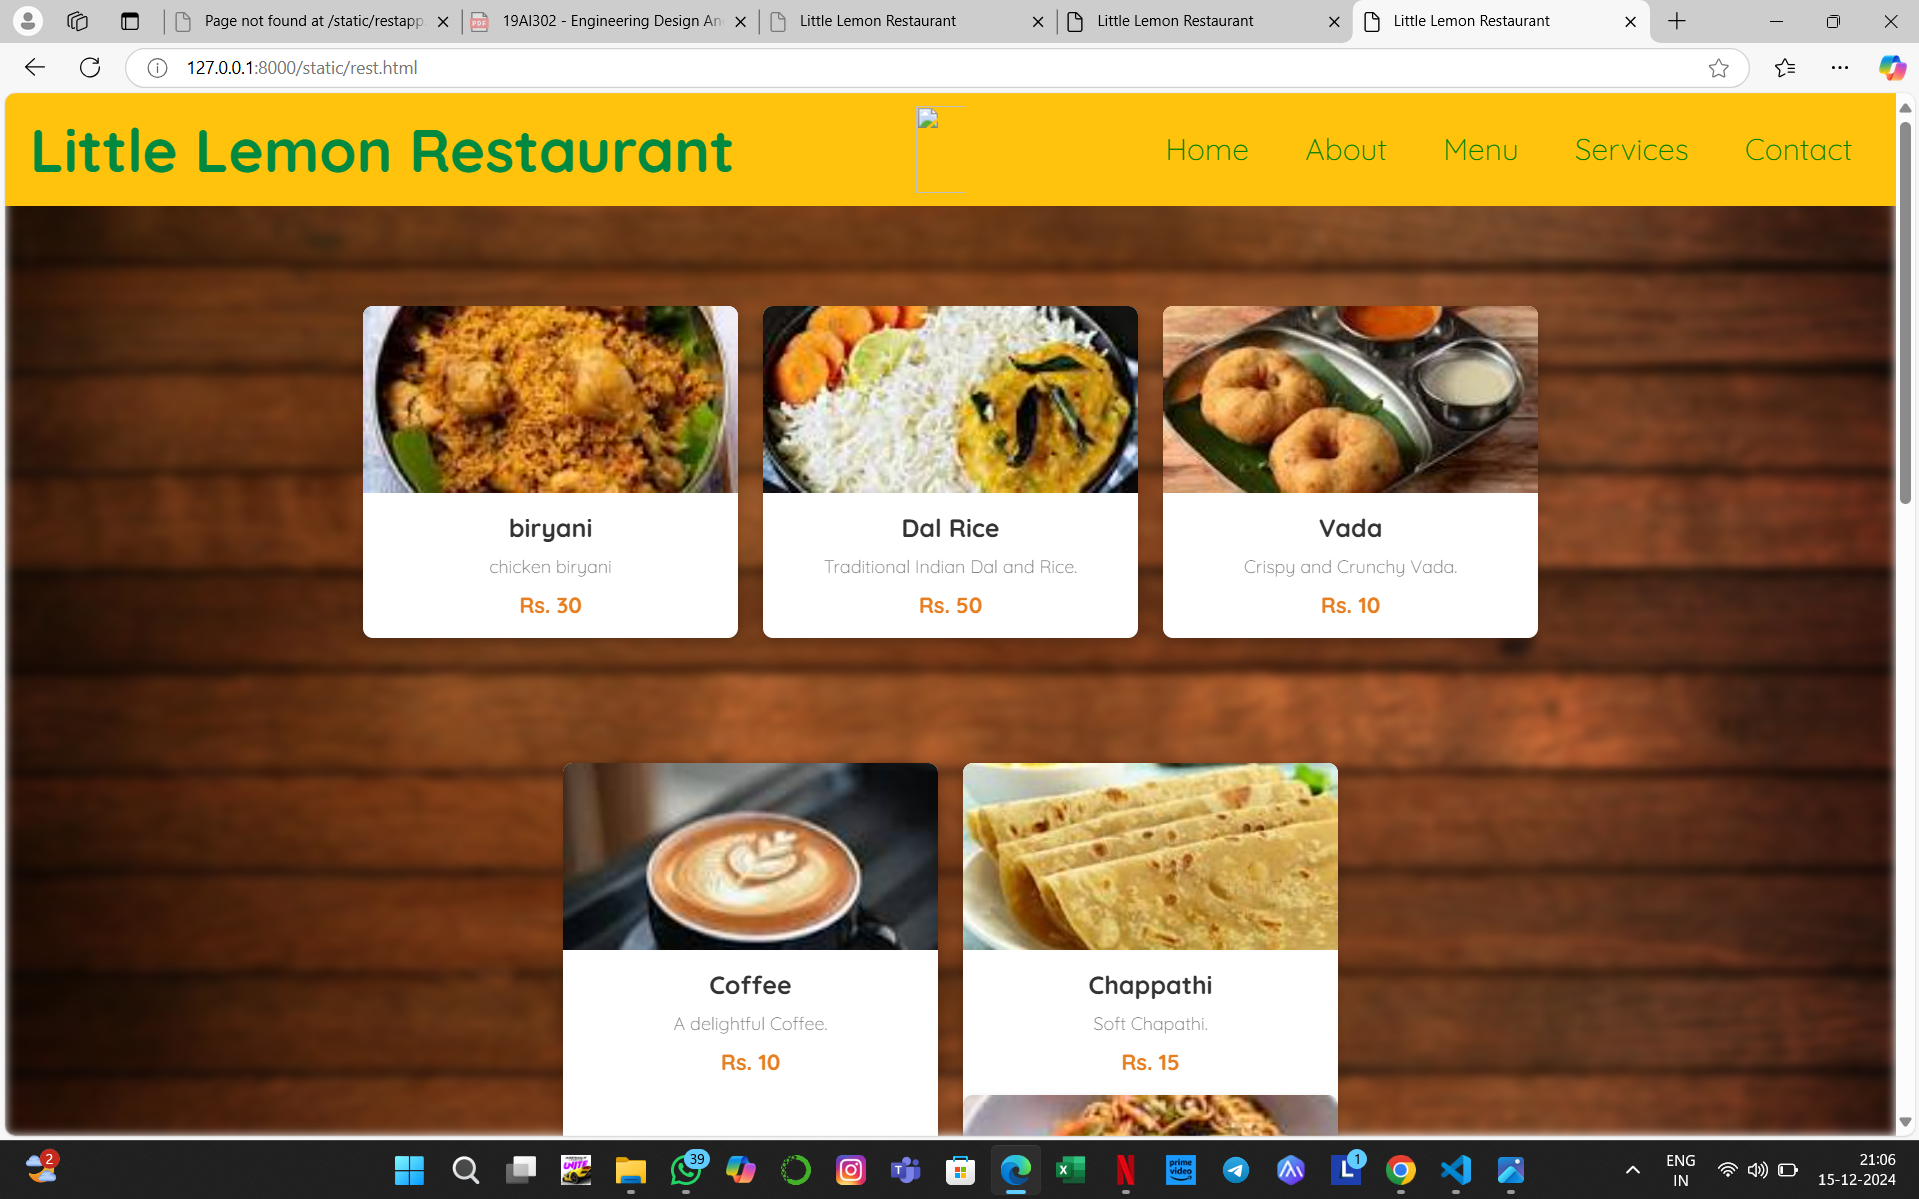 Page not found at /static/restapp
19AI302 - Engineering Design An
Little Lemon Restaurant
Little Lemon Restaurant
Little Lemon Restaurant
127.0.0.1:8000/static/rest.html
Little Lemon Restaurant
Home
About
Menu
Services
Contact
biryani
chicken biryani
Rs. 30
Dal Rice
Traditional Indian Dal and Rice.
Rs. 50
Vada
Crispy and Crunchy Vada.
Rs. 10
Coffee
A delightful Coffee.
Rs. 10
Chappathi
Soft Chapathi.
Rs. 15
2
UNITE
39
prime
video
L
1
ENG
IN
21:06
15-12-2024